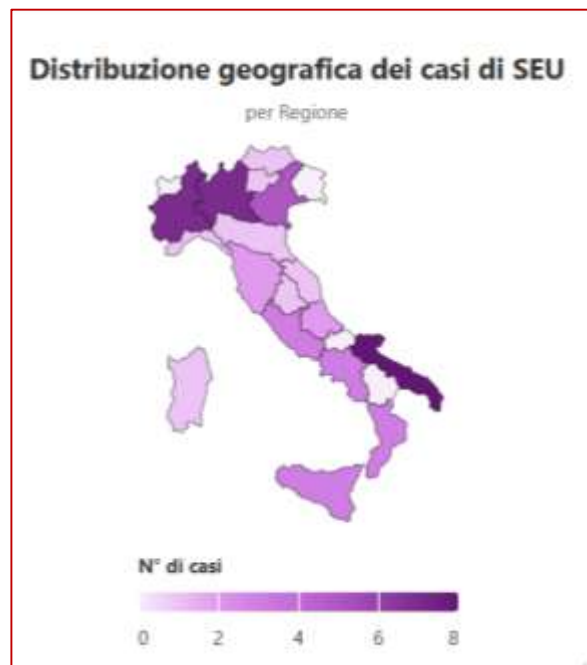 Distribuzione geografica dei casi di SEU
per Regione
N° di casi
0 2 4 6 8